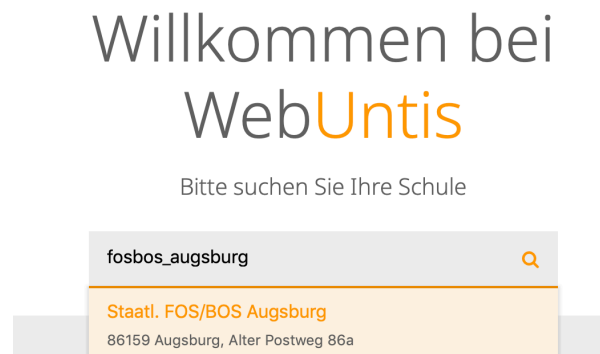 Willkommen bei
WebUntis
Bitte suchen Sie Ihre Schule
fosbos_augsburg
Staatl. FOS/BOS Augsburg
86159 Augsburg, Alter Postweg 86a